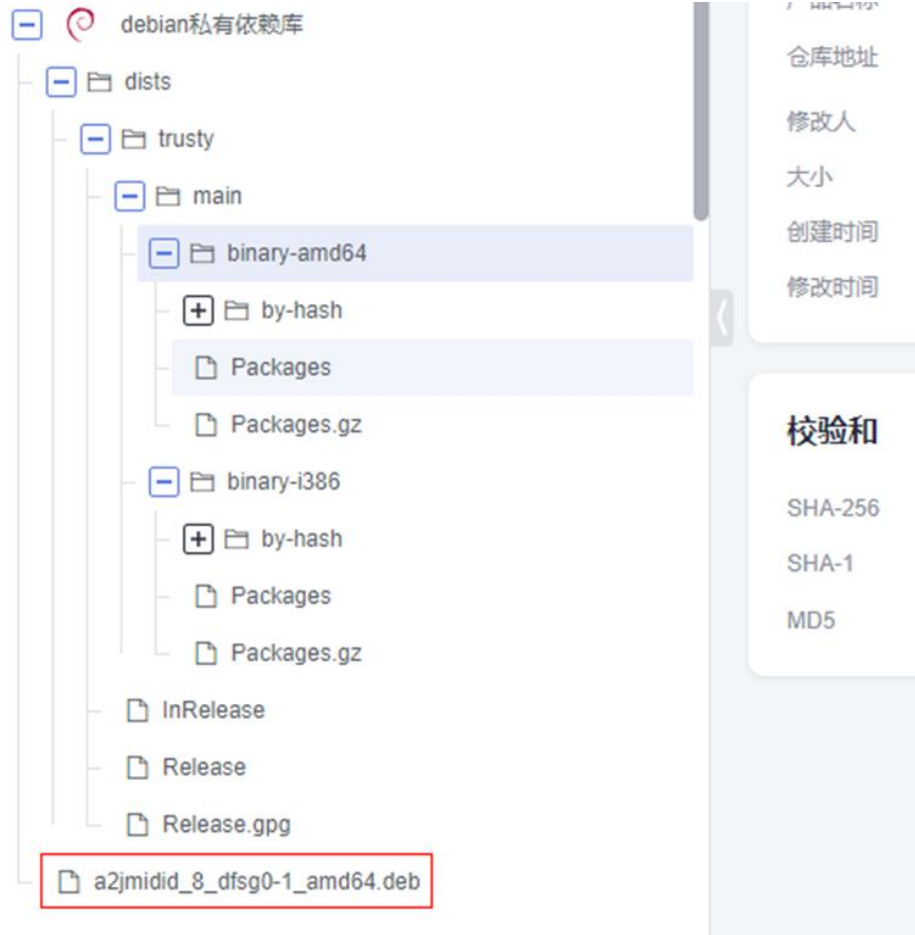 debian私有依赖库
dists
trusty
main
binary-amd64
by-hash
Packages
Packages.gz
binary-i386
by-hash
Packages
Packages.gz
InRelease
Release
Release.gpg
a2jmidid_8_dfsg0-1_amd64.deb
仓库地址
修改人
大小
创建时间
修改时间
校验和
SHA-256
SHA-1
MD5